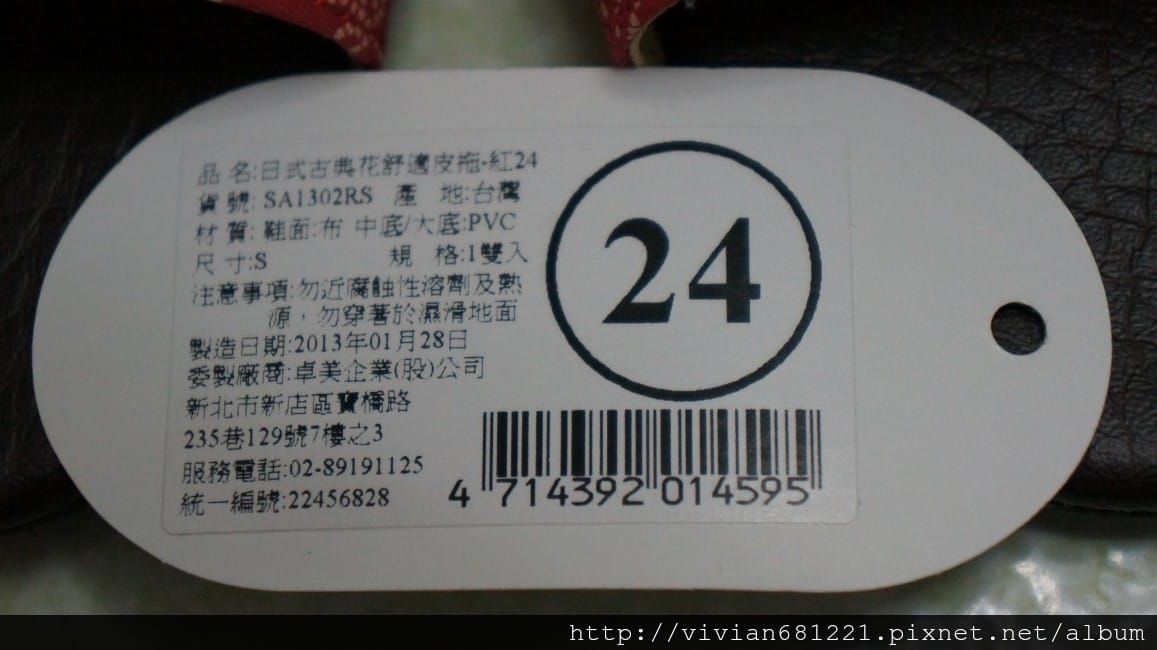 品 名:日式古典花舒適皮拖-紅24
貨 號: SA1302RS 產 地:台灣
材 質: 鞋面:布 中底/大底:PVC
尺 寸:S 規 格:1雙入
注意事項:勿近腐蝕性溶劑及熱
源，勿穿著於濕滑地面
製造日期:2013年01月28日
委製廠商:卓美企業(股)公司
新北市新店區寶橋路
235巷129號7樓之3
服務電話:02-89191125
統一編號:22456828
24
4 714392 014595
http://vivian681221.pixnet.net/album